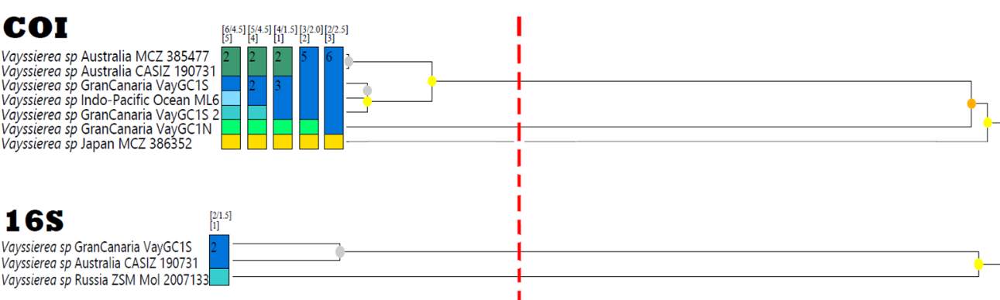 COI
[6/4.5] [5/4.5] [4/1.5] [3/2.0] [2/2.5]
[5] [4] [1] [2] [3]
Vayssierea sp Australia MCZ 385477 2 2 2 5 6
Vayssierea sp Australia CASIZ 190731
Vayssierea sp GranCanaria VayGC1S 2 3
Vayssierea sp Indo-Pacific Ocean ML6
Vayssierea sp GranCanaria VayGC1S 2
Vayssierea sp GranCanaria VayGC1N
Vayssierea sp Japan MCZ 386352
16S
[2/1.5]
[1]
Vayssierea sp GranCanaria VayGC1S 2
Vayssierea sp Australia CASIZ 190731
Vayssierea sp Russia ZSM Mol 2007133